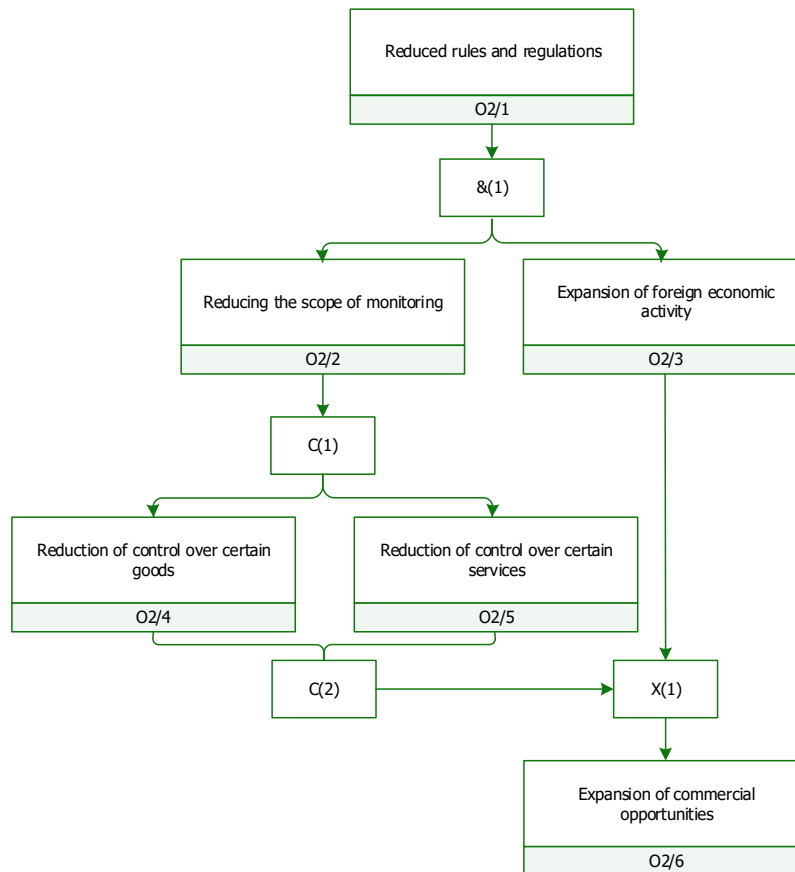 Reduced rules and regulations
O2/1
&(1)
Reducing the scope of monitoring
O2/2
Expansion of foreign economic
activity
O2/3
C(1)
Reduction of control over certain
goods
O2/4
Reduction of control over certain
services
O2/5
C(2)
X(1)
Expansion of commercial
opportunities
O2/6